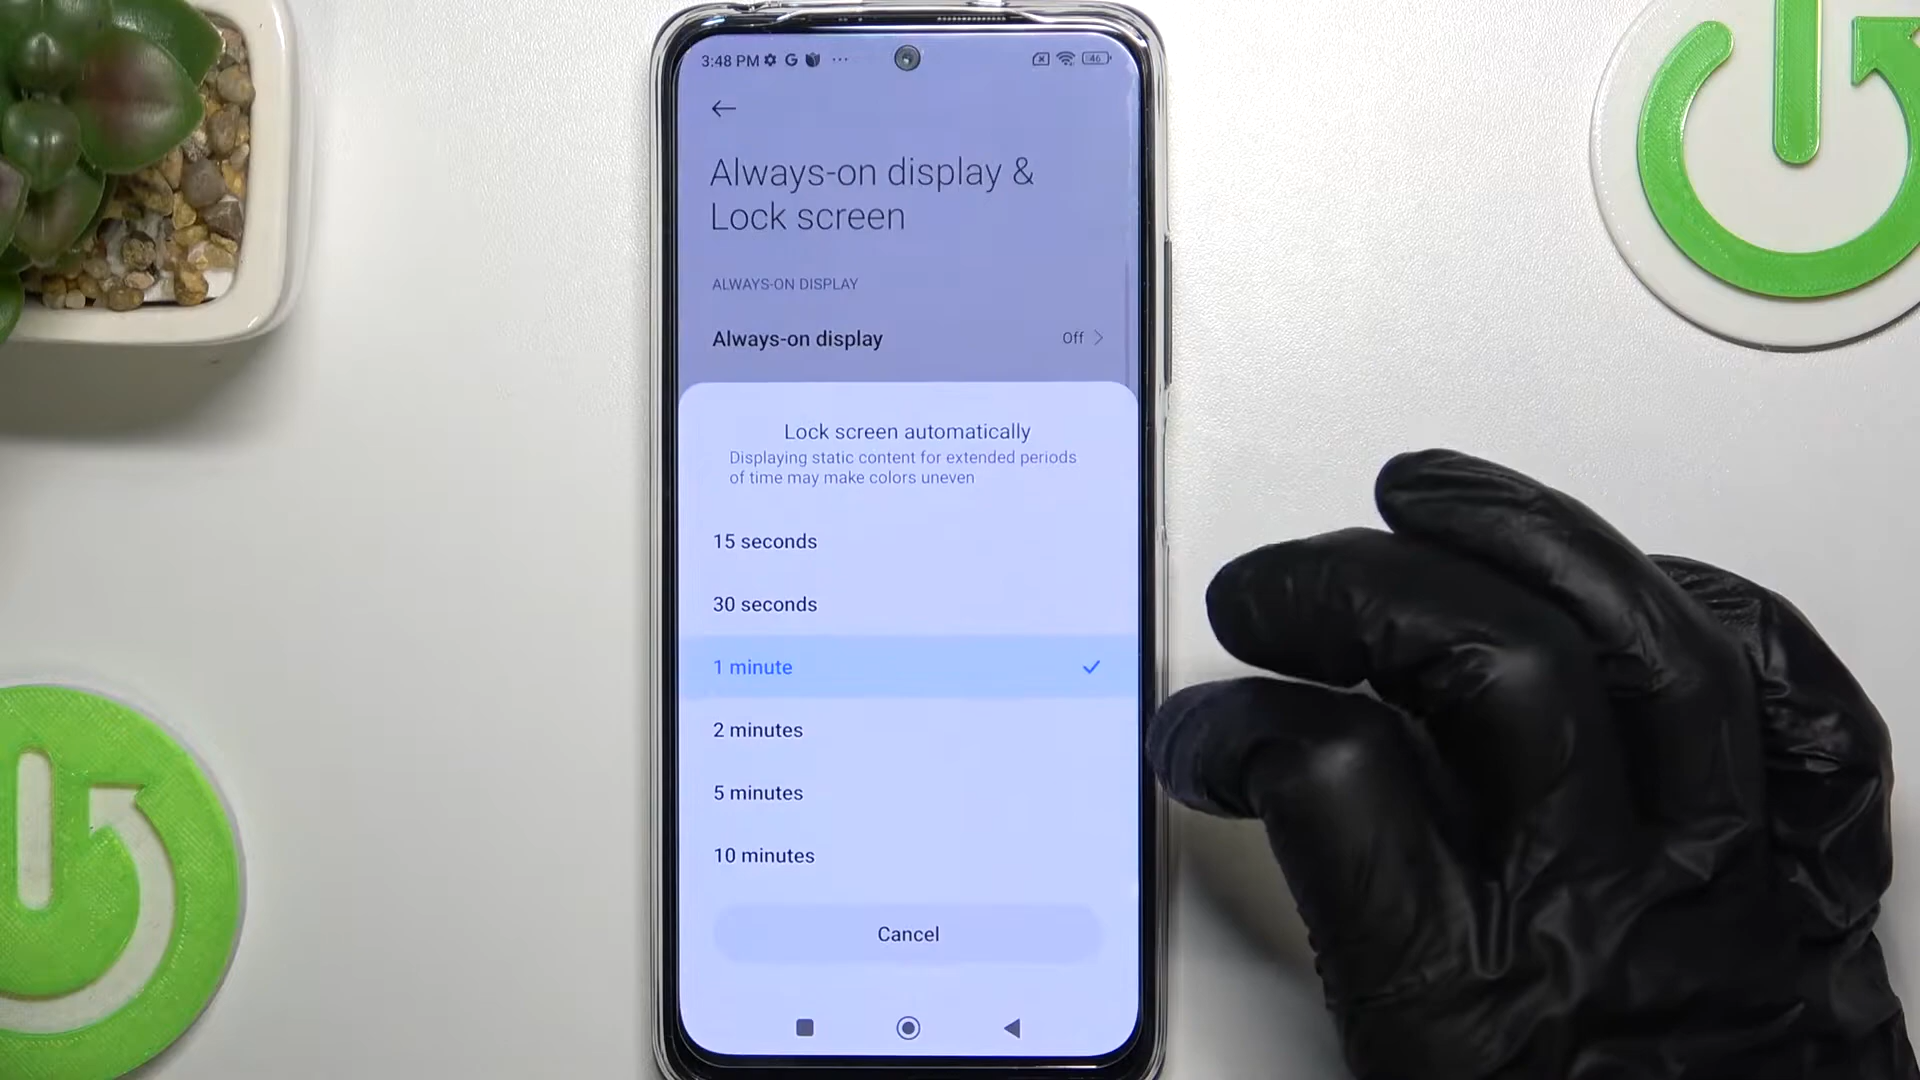 3:48 PM G ... 46
Always-on display &
Lock screen
ALWAYS-ON DISPLAY
Always-on display Off
Lock screen automatically
Displaying static content for extended periods
of time may make colors uneven
15 seconds
30 seconds
1 minute
2 minutes
5 minutes
10 minutes
Cancel